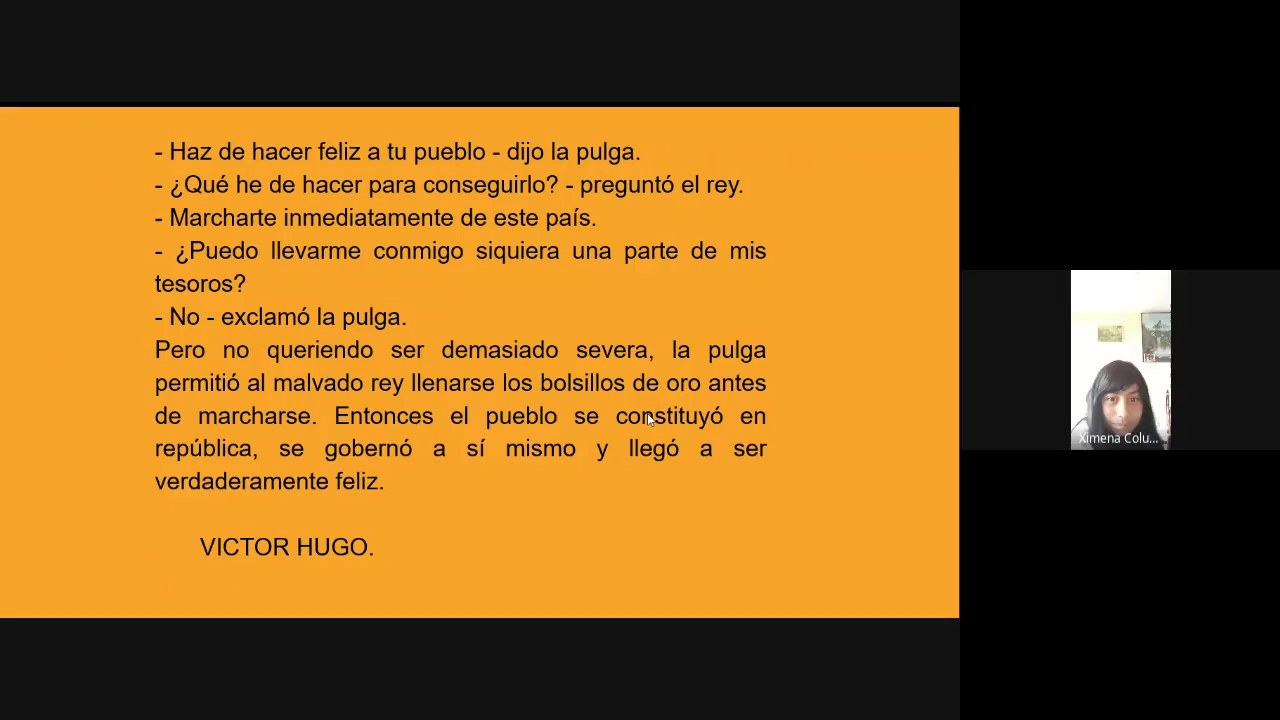 - Haz de hacer feliz a tu pueblo - dijo la pulga.
- ¿Qué he de hacer para conseguirlo? - preguntó el rey.
- Marcharte inmediatamente de este país.
- ¿Puedo llevarme conmigo siquiera una parte de mis
tesoros?
- No - exclamó la pulga.
Pero no queriendo ser demasiado severa, la pulga
permitió al malvado rey llenarse los bolsillos de oro antes
de marcharse. Entonces el pueblo se constituyó en
república, se gobernó a sí mismo y llegó a ser
verdaderamente feliz.
VICTOR HUGO.
Ximena Colu...